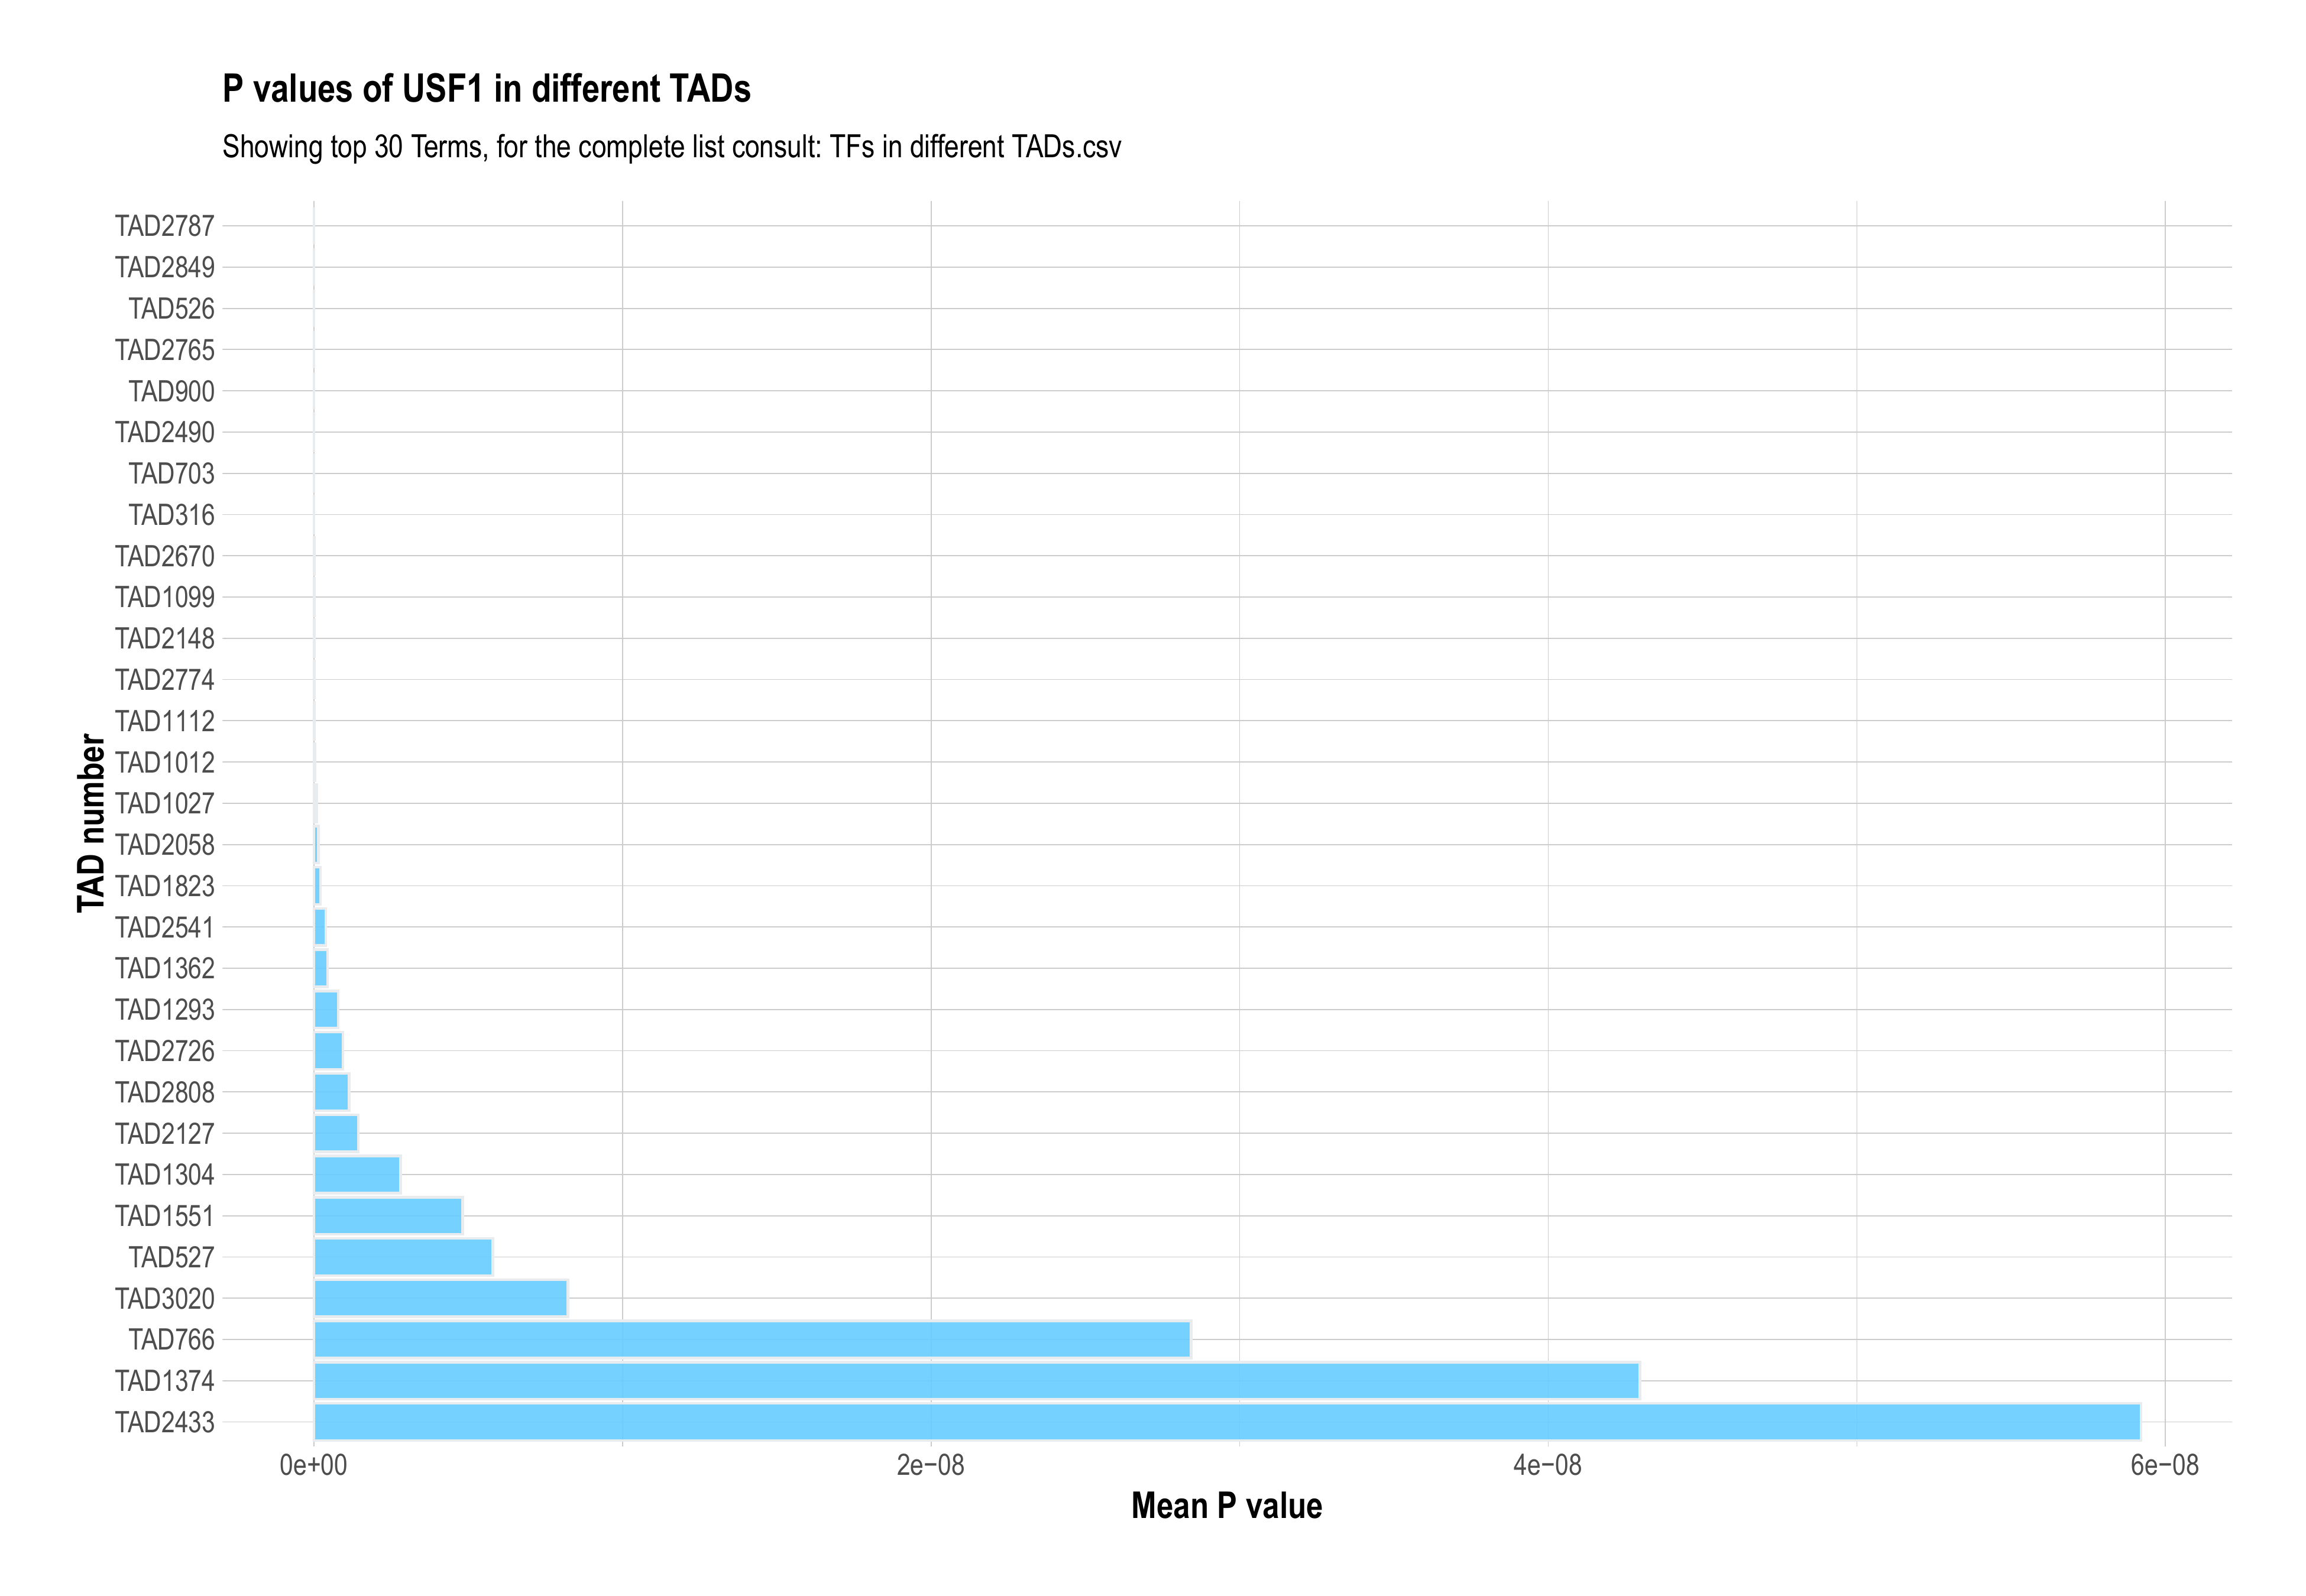 P values of USF1 in different TADs
Showing top 30 Terms, for the complete list consult: TFs in different TADs.csv
TAD number
TAD2787
TAD2849
TAD526
TAD2765
TAD900
TAD2490
TAD703
TAD316
TAD2670
TAD1099
TAD2148
TAD2774
TAD1112
TAD1012
TAD1027
TAD2058
TAD1823
TAD2541
TAD1362
TAD1293
TAD2726
TAD2808
TAD2127
TAD1304
TAD1551
TAD527
TAD3020
TAD766
TAD1374
TAD2433
0e+00 2e−08 4e−08 6e−08
Mean P value